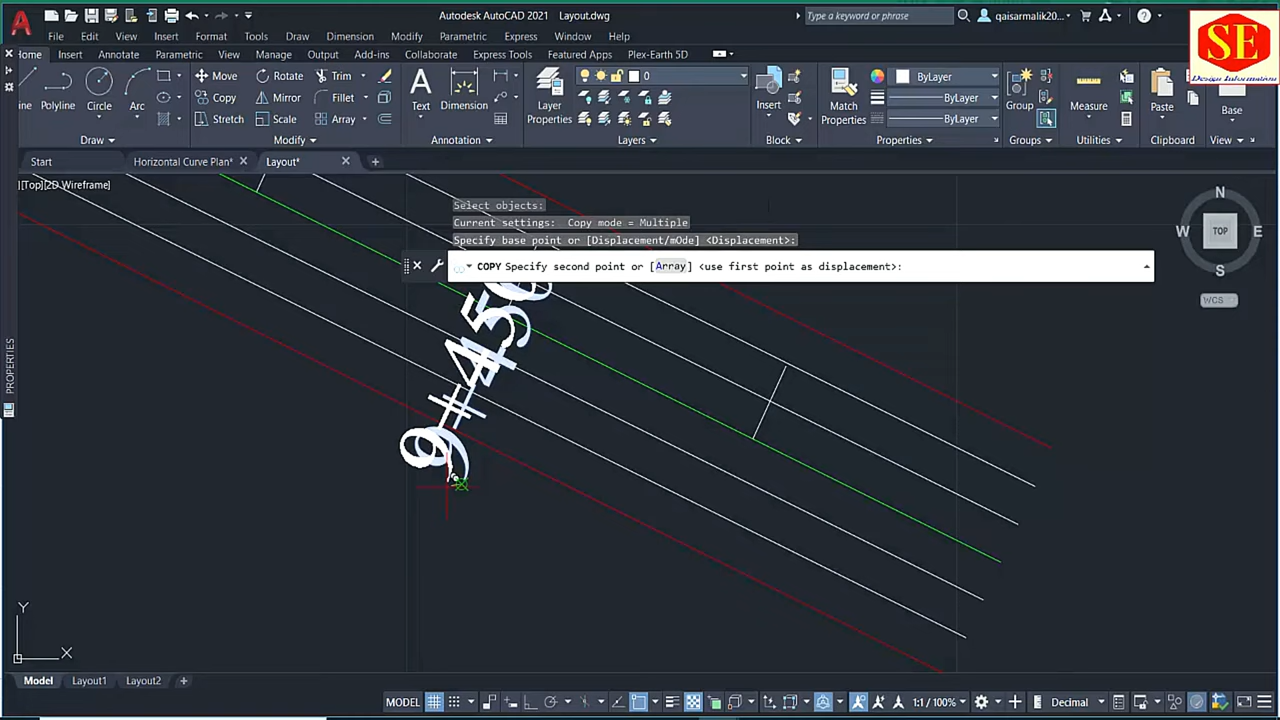 Autodesk AutoCAD 2021 Layout.dwg
Type a keyword or phrase
qaisarmalik20...
SE
Design Information
File Edit View Insert Format Tools Draw Dimension Modify Parametric Express Window Help
Home Insert Annotate Parametric View Manage Output Add-ins Collaborate Express Tools Featured Apps Plex-Earth 5D
Polyline Circle Arc
Move Rotate Trim
Copy Mirror Fillet
Stretch Scale Array
Text Dimension
Layer Properties
0
Insert
Match Properties
ByLayer
ByLayer
ByLayer
Group
Measure
Paste
Base
Draw Modify Annotation Layers Block Properties Groups Utilities Clipboard View
Start Horizontal Curve Plan* Layout*
[Top][2D Wireframe]
Select objects:
Current settings: Copy mode = Multiple
Specify base point or [Displacement/mOde] <Displacement>:
COPY Specify second point or [Array] <use first point as displacement>:
N
W TOP E
S
WCS
PROPERTIES
9+450
Y
X
Model Layout1 Layout2
MODEL
1:1 / 100%
Decimal